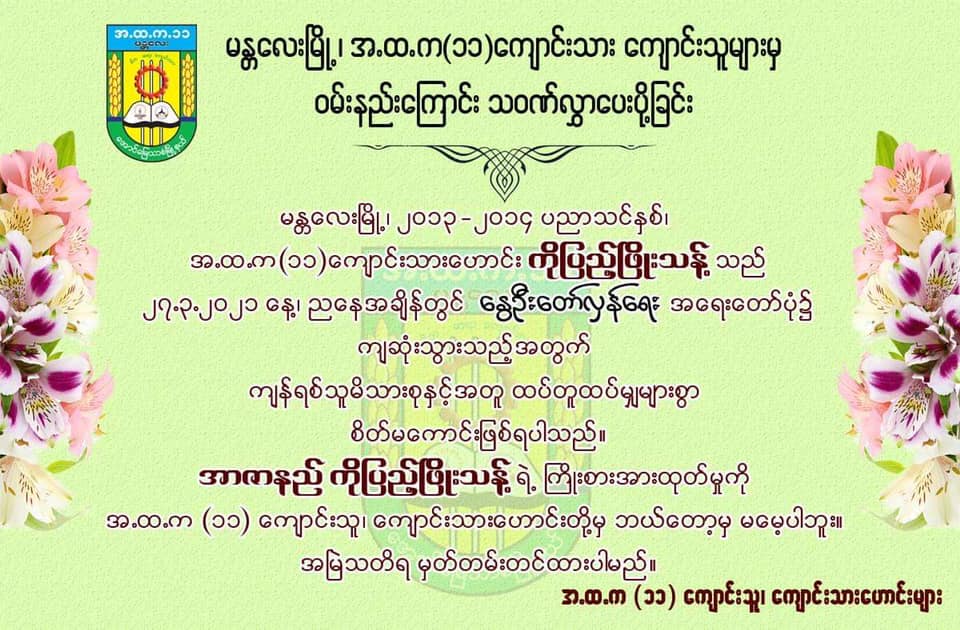 အ.ထ.က.၁၁
မန္တလေး
အောင်မြေသာစံမြို့နယ်
မန္တလေးမြို့၊ အ.ထ.က(၁၁)ကျောင်းသား ကျောင်းသူများမှ
ဝမ်းနည်းကြောင်း သဝဏ်လွှာပေးပို့ခြင်း
မန္တလေးမြို့၊ ၂၀၁၃-၂၀၁၄ ပညာသင်နှစ်၊
အ.ထ.က(၁၁)ကျောင်းသားဟောင်း ကိုပြည့်ဖြိုးသန့် သည်
၂၇.၃.၂၀၂၁ နေ့၊ ညနေအချိန်တွင် နွေဦးတော်လှန်ရေး အရေးတော်ပုံ၌
ကျဆုံးသွားသည့်အတွက်
ကျန်ရစ်သူမိသားစုနှင့်အတူ ထပ်တူထပ်မျှများစွာ
စိတ်မကောင်းဖြစ်ရပါသည်။
အာဇာနည် ကိုပြည့်ဖြိုးသန့် ရဲ့ ကြိုးစားအားထုတ်မှုကို
အ.ထ.က (၁၁) ကျောင်းသူ၊ ကျောင်းသားဟောင်းတို့မှ ဘယ်တော့မှ မမေ့ပါဘူး။
အမြဲသတိရ မှတ်တမ်းတင်ထားပါမည်။
အ.ထ.က (၁၁) ကျောင်းသူ၊ ကျောင်းသားဟောင်းများ